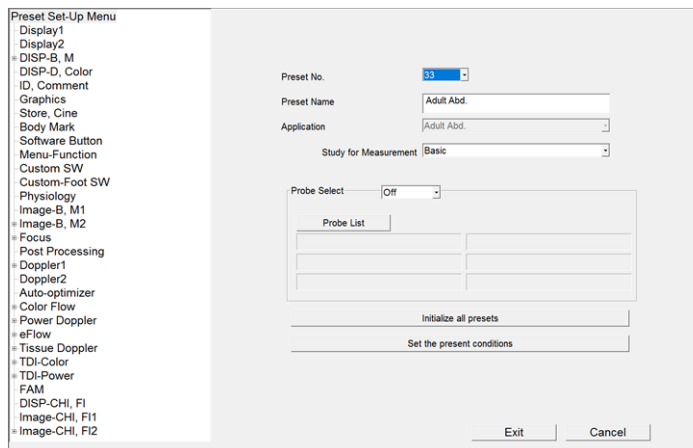 Preset Set-Up Menu
Display1
Display2
DISP-B, M
DISP-D, Color
ID, Comment
Graphics
Store, Cine
Body Mark
Software Button
Menu-Function
Custom SW
Custom-Foot SW
Physiology
Image-B, M1
Image-B, M2
Focus
Post Processing
Doppler1
Doppler2
Auto-optimizer
Color Flow
Power Doppler
eFlow
Tissue Doppler
TDI-Color
TDI-Power
FAM
DISP-CHI, FI
Image-CHI, FI1
Image-CHI, FI2
Preset No. 33
Preset Name Adult Abd.
Application Adult Abd.
Study for Measurement Basic
Probe Select Off
Probe List
Initialize all presets
Set the present conditions
Exit Cancel